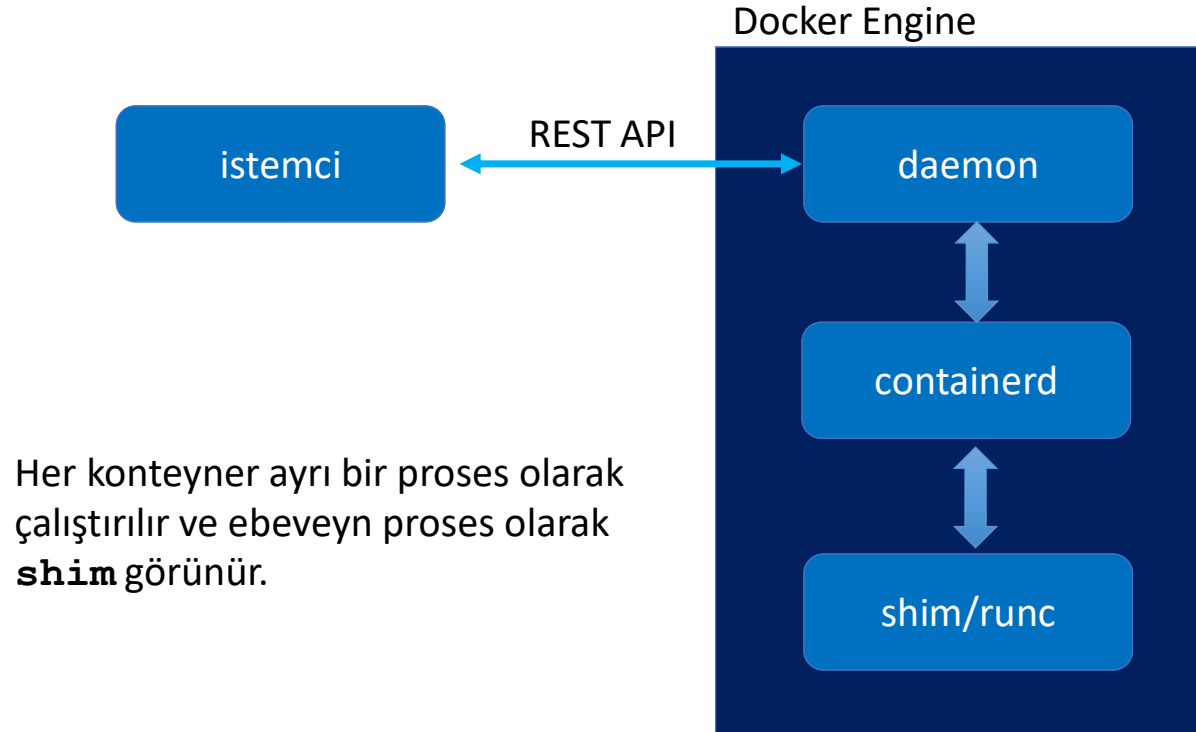 Docker Engine
istemci
REST API
daemon
containerd
Her konteyner ayrı bir proses olarak
çalıştırılır ve ebeveyn proses olarak
shim görünür.
shim/runc